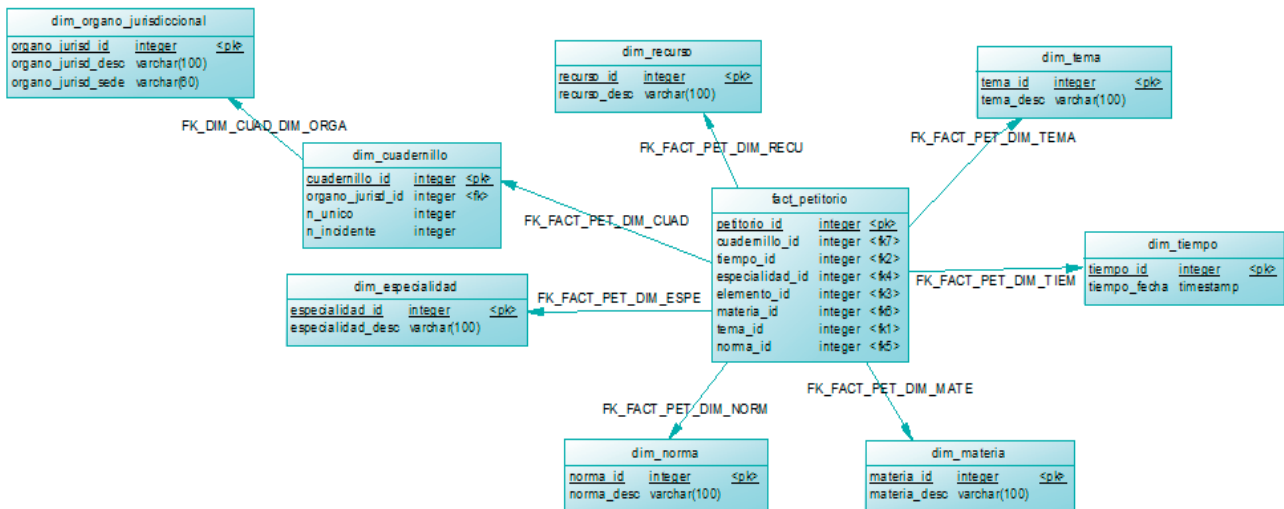 dim_organo_jurisdiccional
organo_jurisd_id integer <pk>
organo_jurisd_desc varchar(100)
organo_jurisd_sede varchar(60)
dim_recurso
recurso_id integer <pk>
recurso_desc varchar(100)
dim_tema
tema_id integer <pk>
tema_desc varchar(100)
FK_DIM_CUAD_DIM_ORGA
FK_FACT_PET_DIM_RECU
FK_FACT_PET_DIM_TEMA
dim_cuadernillo
cuadernillo_id integer <pk>
organo_jurisd_id integer <fk>
n_unico integer
n_incidente integer
FK_FACT_PET_DIM_CUAD
fact_petitorio
petitorio_id integer <pk>
cuadernillo_id integer <fk7>
tiempo_id integer <fk2>
especialidad_id integer <fk4>
elemento_id integer <fk3>
materia_id integer <fk6>
tema_id integer <fk1>
norma_id integer <fk5>
dim_tiempo
tiempo_id integer <pk>
tiempo_fecha timestamp
FK_FACT_PET_DIM_TIEM
dim_especialidad
especialidad_id integer <pk>
especialidad_desc varchar(100)
FK_FACT_PET_DIM_ESPE
FK_FACT_PET_DIM_NORM
FK_FACT_PET_DIM_MATE
dim_norma
norma_id integer <pk>
norma_desc varchar(100)
dim_materia
materia_id integer <pk>
materia_desc varchar(100)